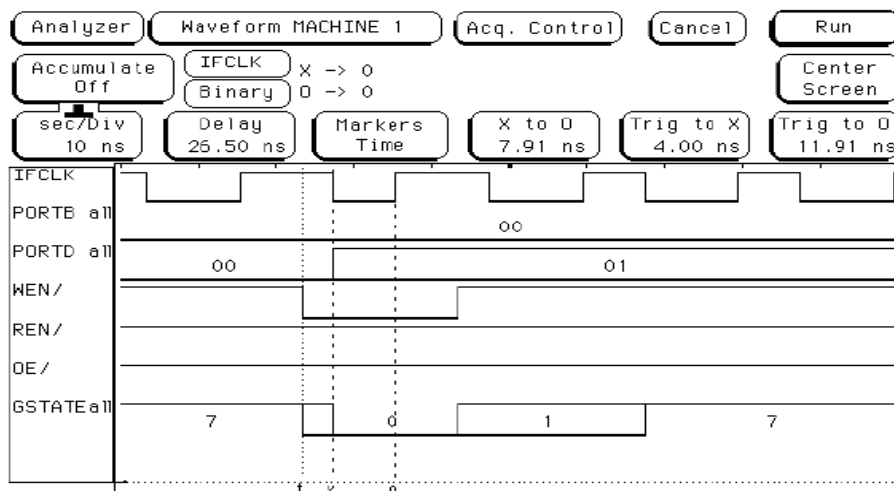 Analyzer Waveform MACHINE 1 Acq. Control Cancel Run
Accumulate Off IFCLK X -> O Center Screen
Binary O -> O
sec/Div 10 ns Delay 26.50 ns Markers Time X to O 7.91 ns Trig to X 4.00 ns Trig to O 11.91 ns
IFCLK
PORTB all 00
PORTD all 00 01
WEN/
REN/
OE/
GSTATEall 7 0 1 7
t x o